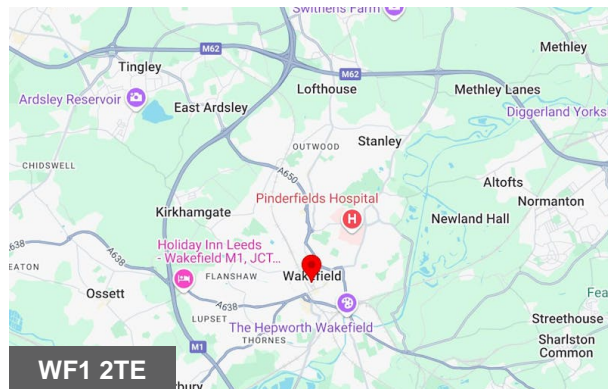 Swithens Farm
M62
Methley
Tingley
M62
Lofthouse
Methley Lanes
Ardsley Reservoir
East Ardsley
Diggerland Yorks
OUTWOOD
Stanley
CHIDSWELL
A650
Pinderfields Hospital
Altofts
H
Normanton
Kirkhamgate
Newland Hall
Holiday Inn Leeds
- Wakefield M1, JCT...
A638
FLANSHAW
Wakefield
EATON
Ossett
A638
Fea
LUPSET
The Hepworth Wakefield
Streethouse
THORNES
Sharlston
Common
M1
WF1 2TE
rbury